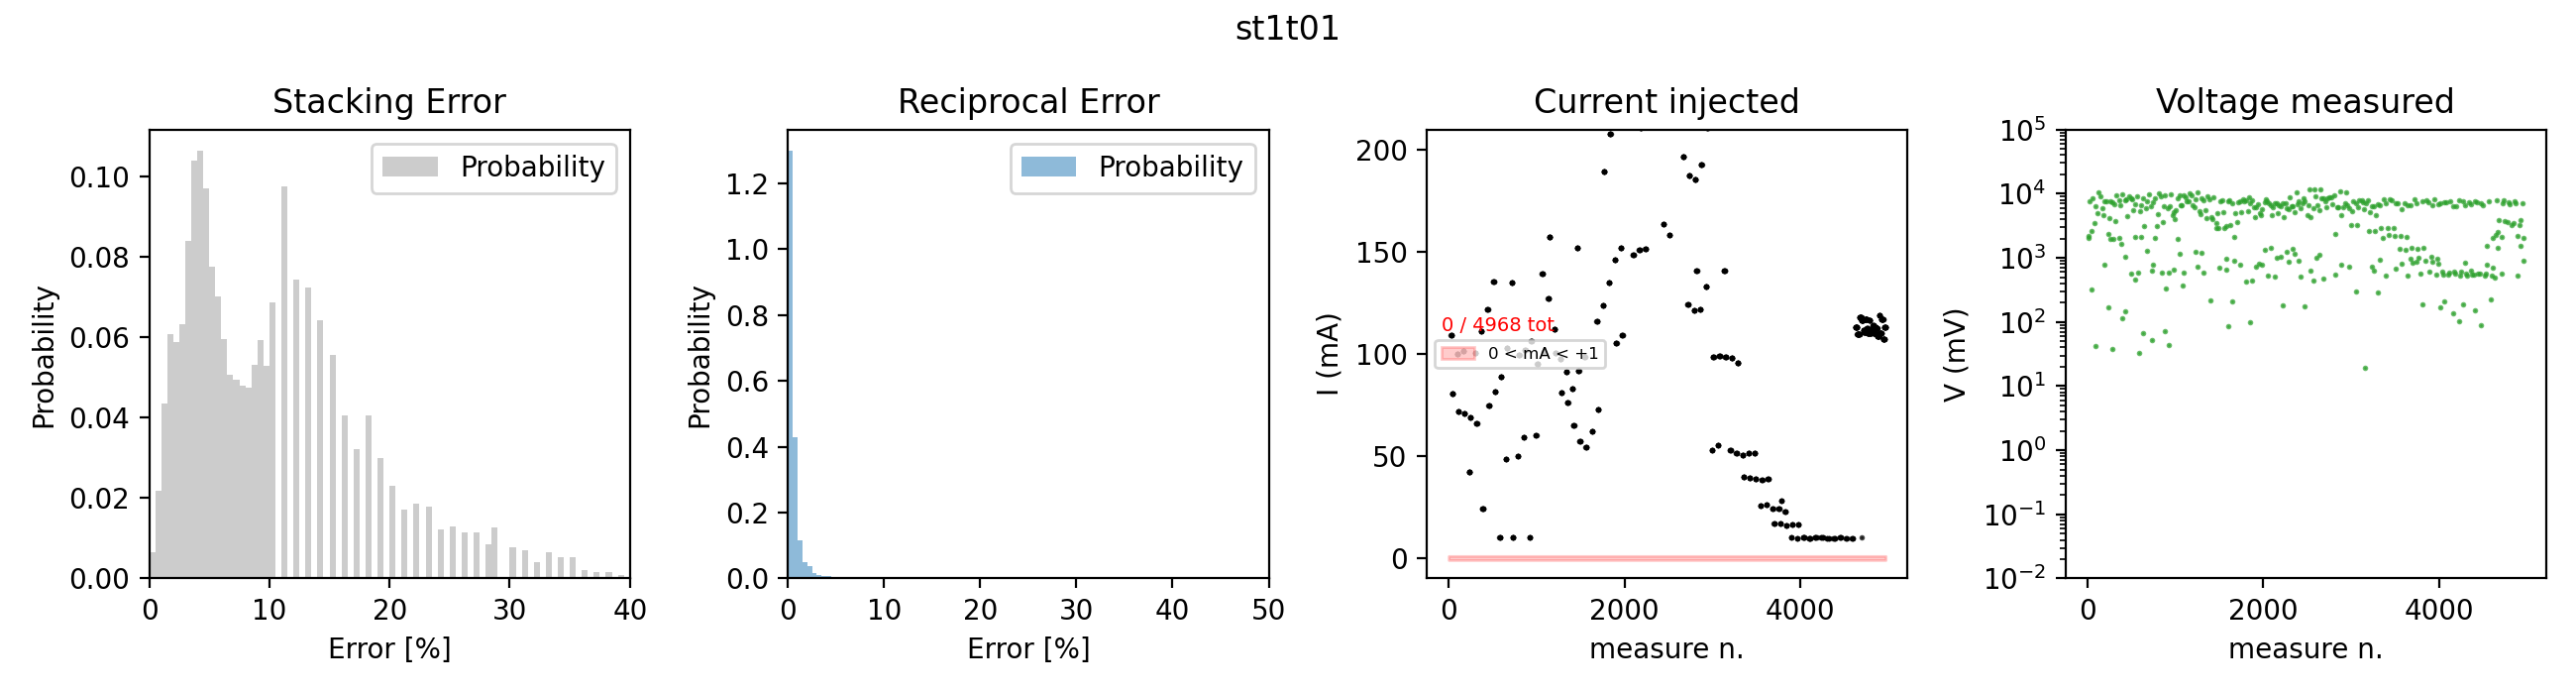 st1t01
Stacking Error
Probability
0.10
0.08
0.06
0.04
0.02
0.00
0 10 20 30 40
Error [%]
Probability
Reciprocal Error
Probability
1.2
1.0
0.8
0.6
0.4
0.2
0.0
0 10 20 30 40 50
Error [%]
Probability
Current injected
200
150
100
50
0
0 / 4968 tot
0 < mA < +1
0 2000 4000
measure n.
I (mA)
Voltage measured
10^5
10^4
10^3
10^2
10^1
10^0
10^-1
10^-2
0 2000 4000
measure n.
V (mV)